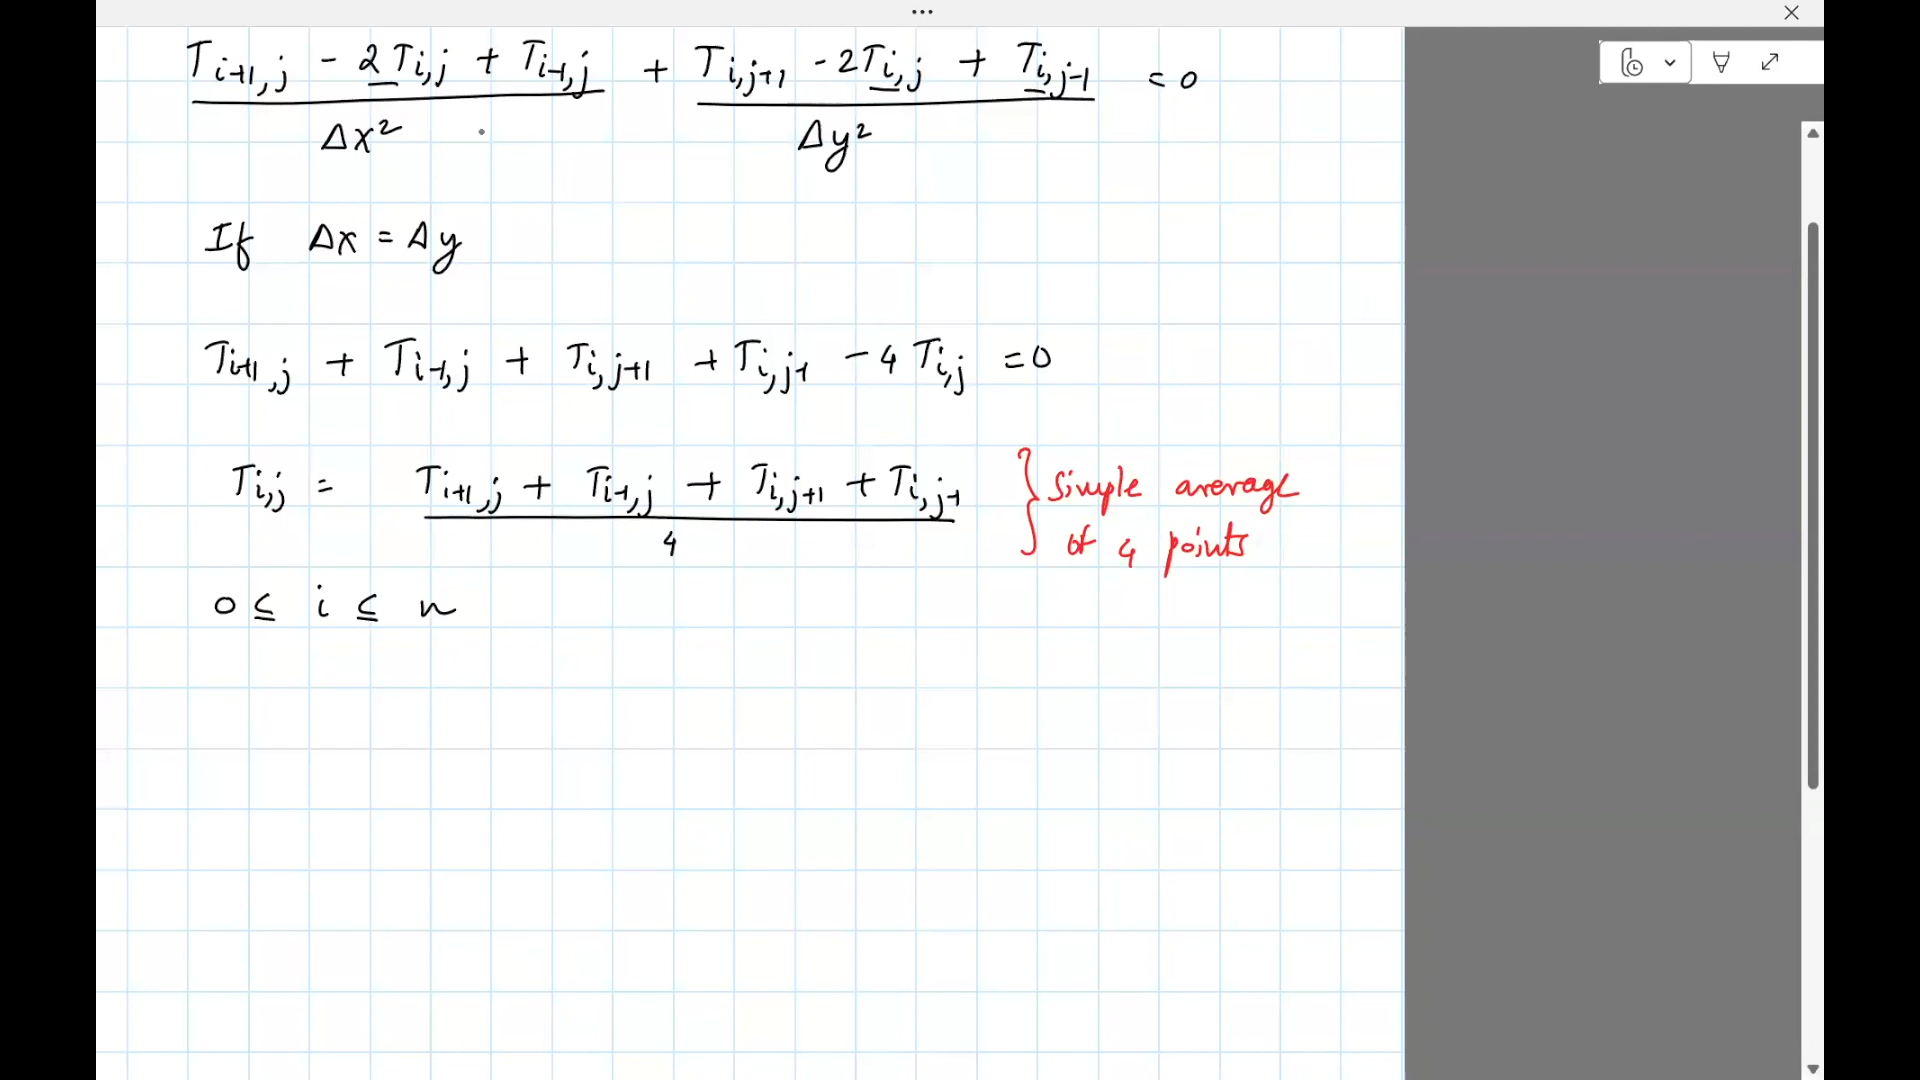 (T_{i+1,j} - 2T_{i,j} + T_{i-1,j}) / Δx² + (T_{i,j+1} - 2T_{i,j} + T_{i,j-1}) / Δy² = 0
If Δx = Δy
T_{i+1,j} + T_{i-1,j} + T_{i,j+1} + T_{i,j-1} - 4T_{i,j} = 0
T_{i,j} = (T_{i+1,j} + T_{i-1,j} + T_{i,j+1} + T_{i,j-1}) / 4 } Simple average
of 4 points
0 ≤ i ≤ n